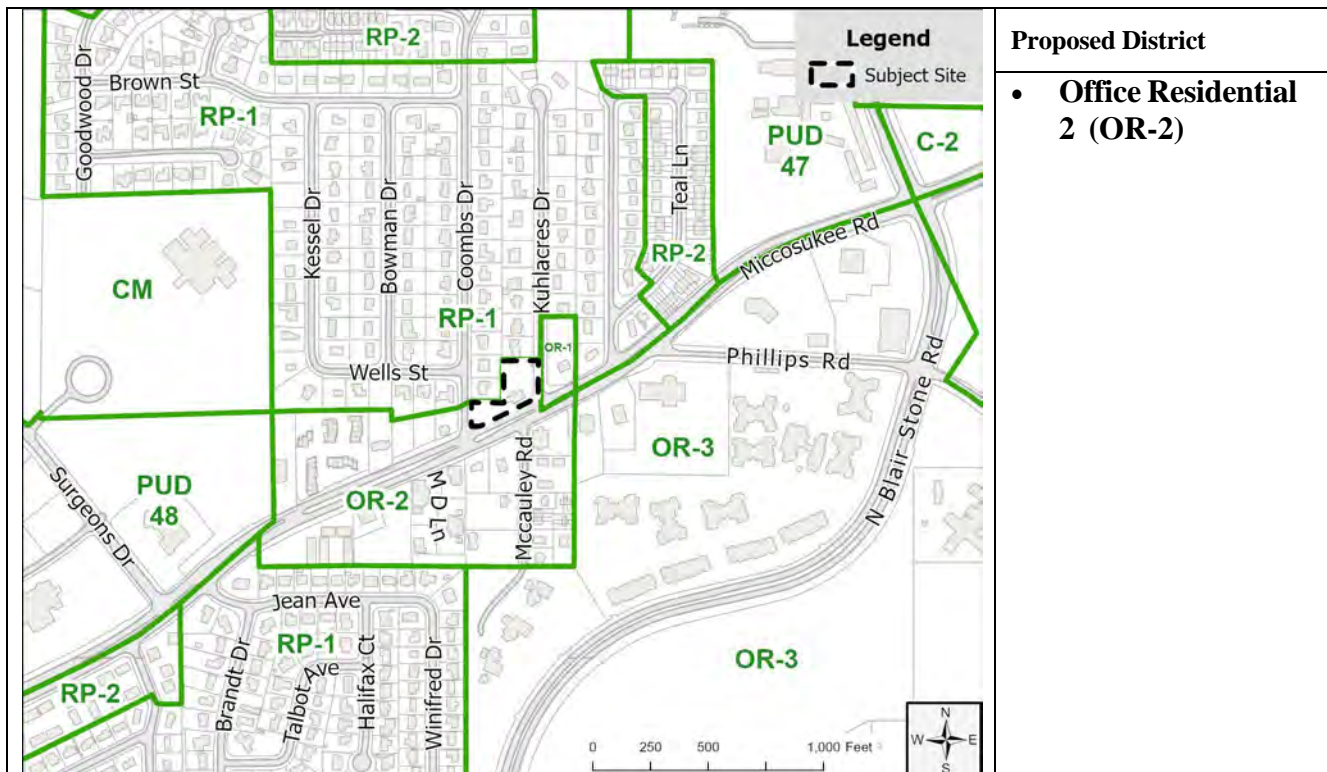 RP-2
Legend
Subject Site
Goodwood Dr
Brown St
RP-1
PUD
47
C-2
Teal Ln
Kessel Dr
Bowman Dr
Coombs Dr
Kuhlacres Dr
RP-2
Miccosukee Rd
CM
RP-1
OR-1
Wells St
Phillips Rd
N Blair Stone Rd
OR-3
Mccauley Rd
M D Ln
OR-2
PUD
48
Surgeons Dr
Jean Ave
RP-1
Talbot Ave
Halifax Ct
Winifred Dr
Brandt Dr
RP-2
OR-3
0 250 500 1,000 Feet
N
W E
S
Proposed District
• Office Residential
2 (OR-2)